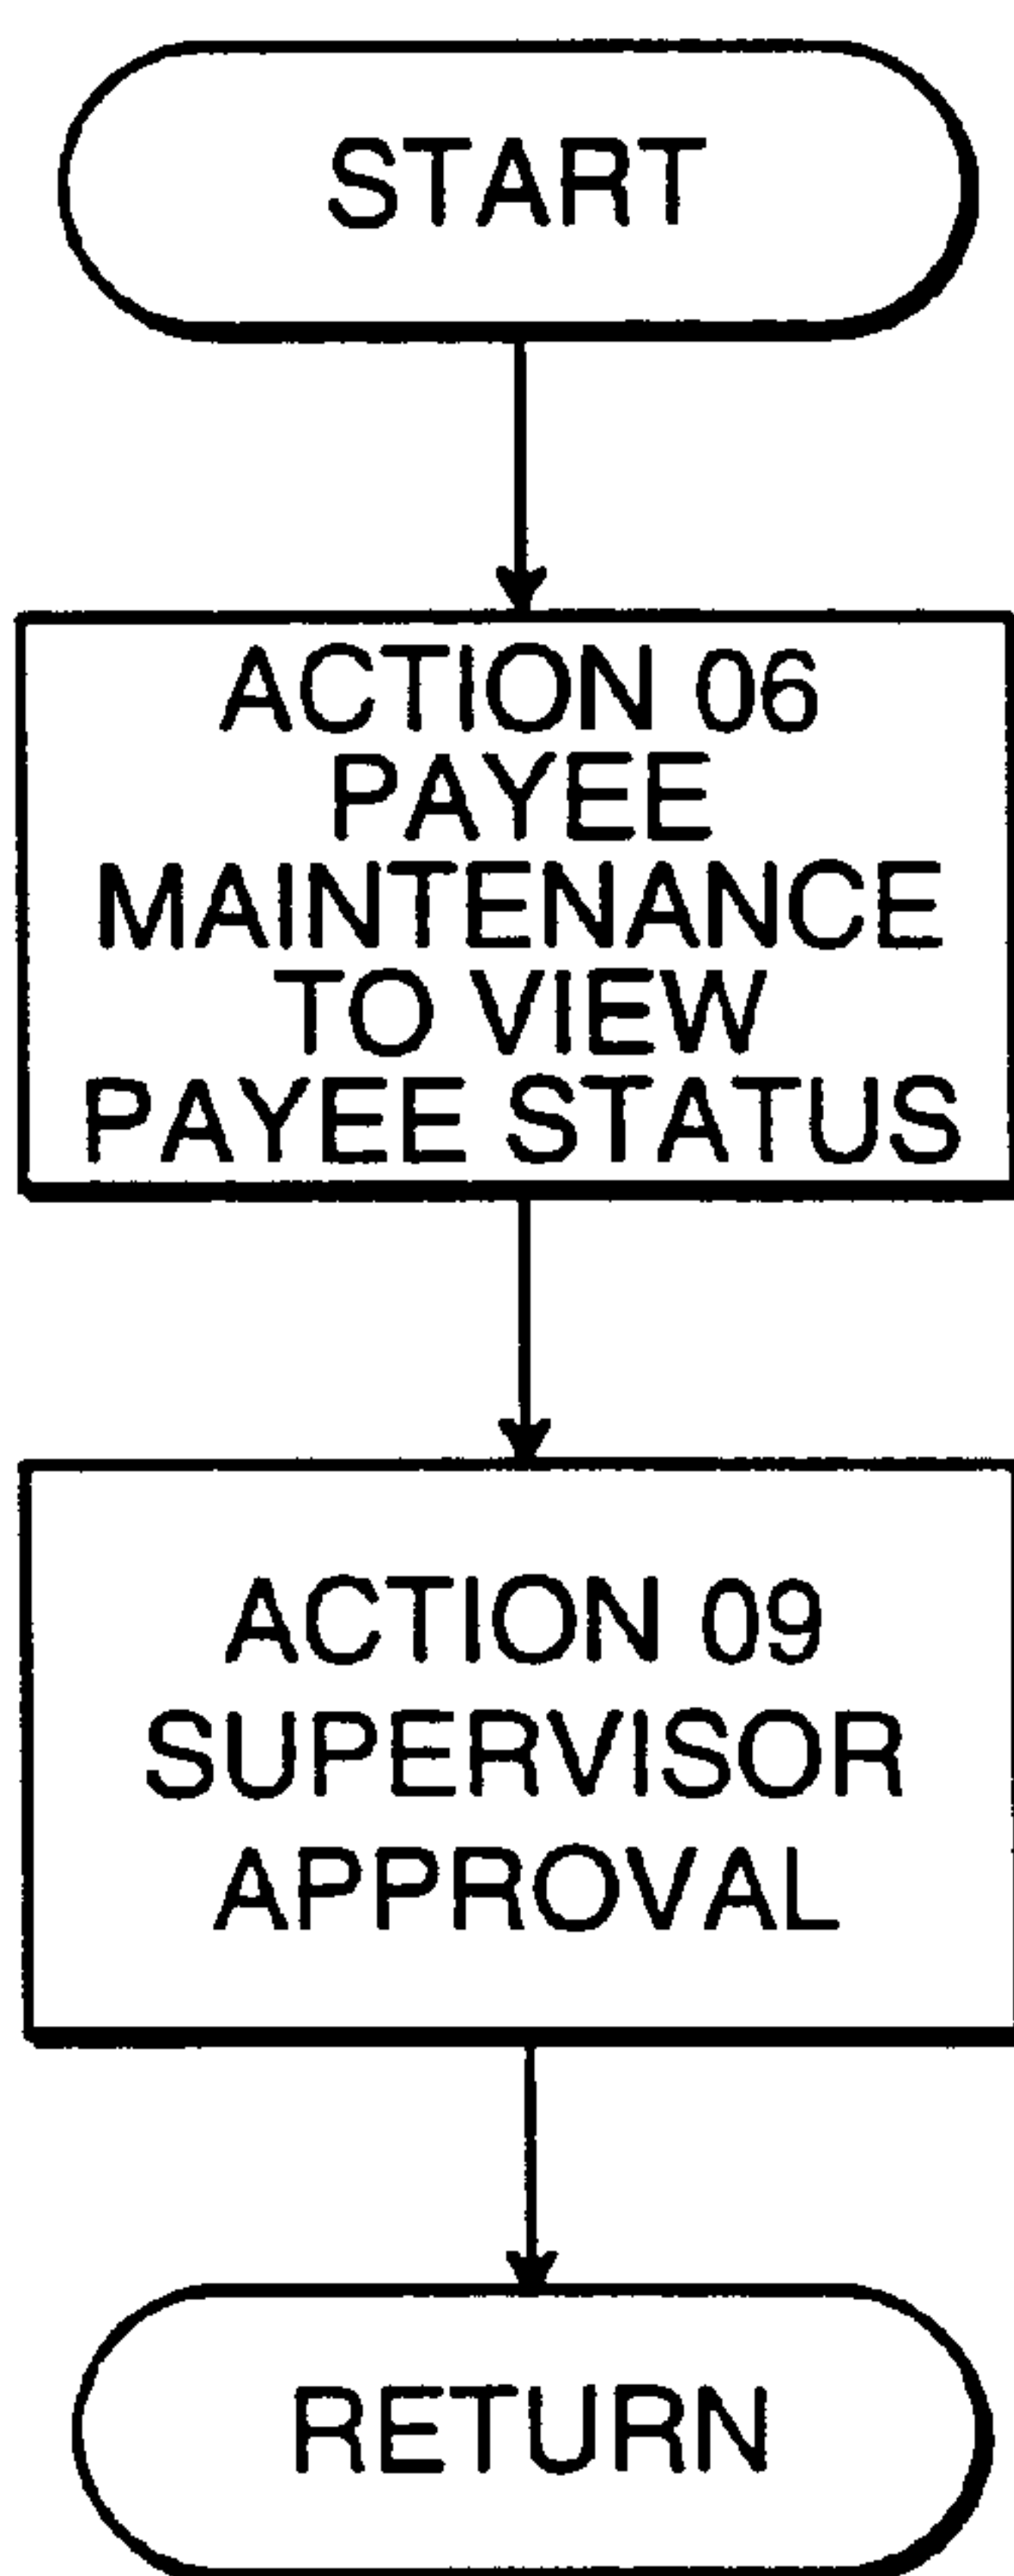 START
ACTION 06
PAYEE
MAINTENANCE
TO VIEW
PAYEE STATUS
ACTION 09
SUPERVISOR
APPROVAL
RETURN